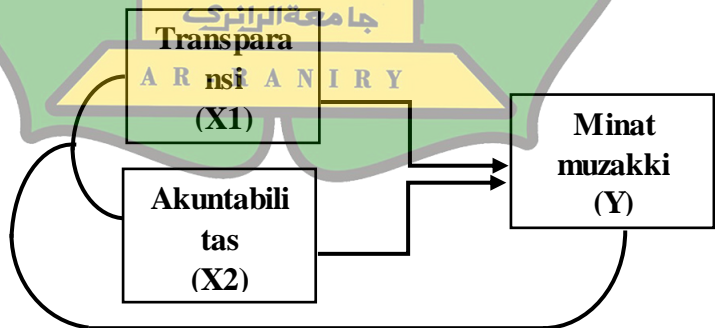 جامعة الرانري
A R - R A N I R Y
Transpara
nsi
(X1)
Akuntabili
tas
(X2)
Minat
muzakki
(Y)